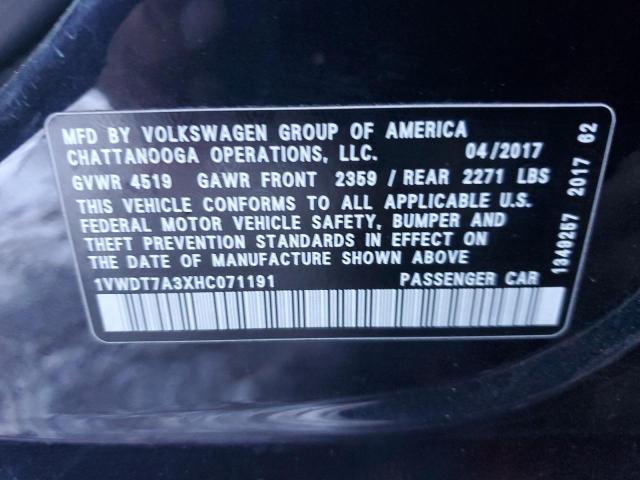 MFD BY VOLKSWAGEN GROUP OF AMERICA
CHATTANOOGA OPERATIONS, LLC. 04/2017
GVWR 4519 GAWR FRONT 2359 / REAR 2271 LBS
THIS VEHICLE CONFORMS TO ALL APPLICABLE U.S.
FEDERAL MOTOR VEHICLE SAFETY, BUMPER AND
THEFT PREVENTION STANDARDS IN EFFECT ON
THE DATE OF MANUFACTURE SHOWN ABOVE
1VWDT7A3XHC071191 PASSENGER CAR
1949257 2017 62